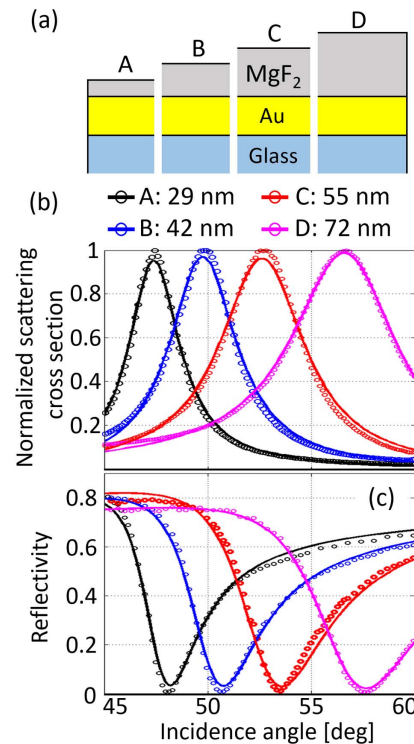 (a)
A
B
C
D
MgF₂
Au
Glass
(b)
A: 29 nm
C: 55 nm
B: 42 nm
D: 72 nm
Normalized scattering
cross section
1
0.8
0.6
0.4
0.2
(c)
Reflectivity
0.8
0.6
0.4
0.2
0
45
50
55
60
Incidence angle [deg]